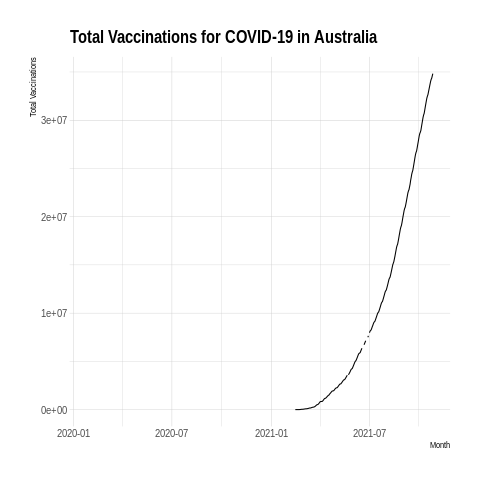 Total Vaccinations for COVID-19 in Australia
Total Vaccinations
3e+07
2e+07
1e+07
0e+00
2020-01 2020-07 2021-01 2021-07
Month